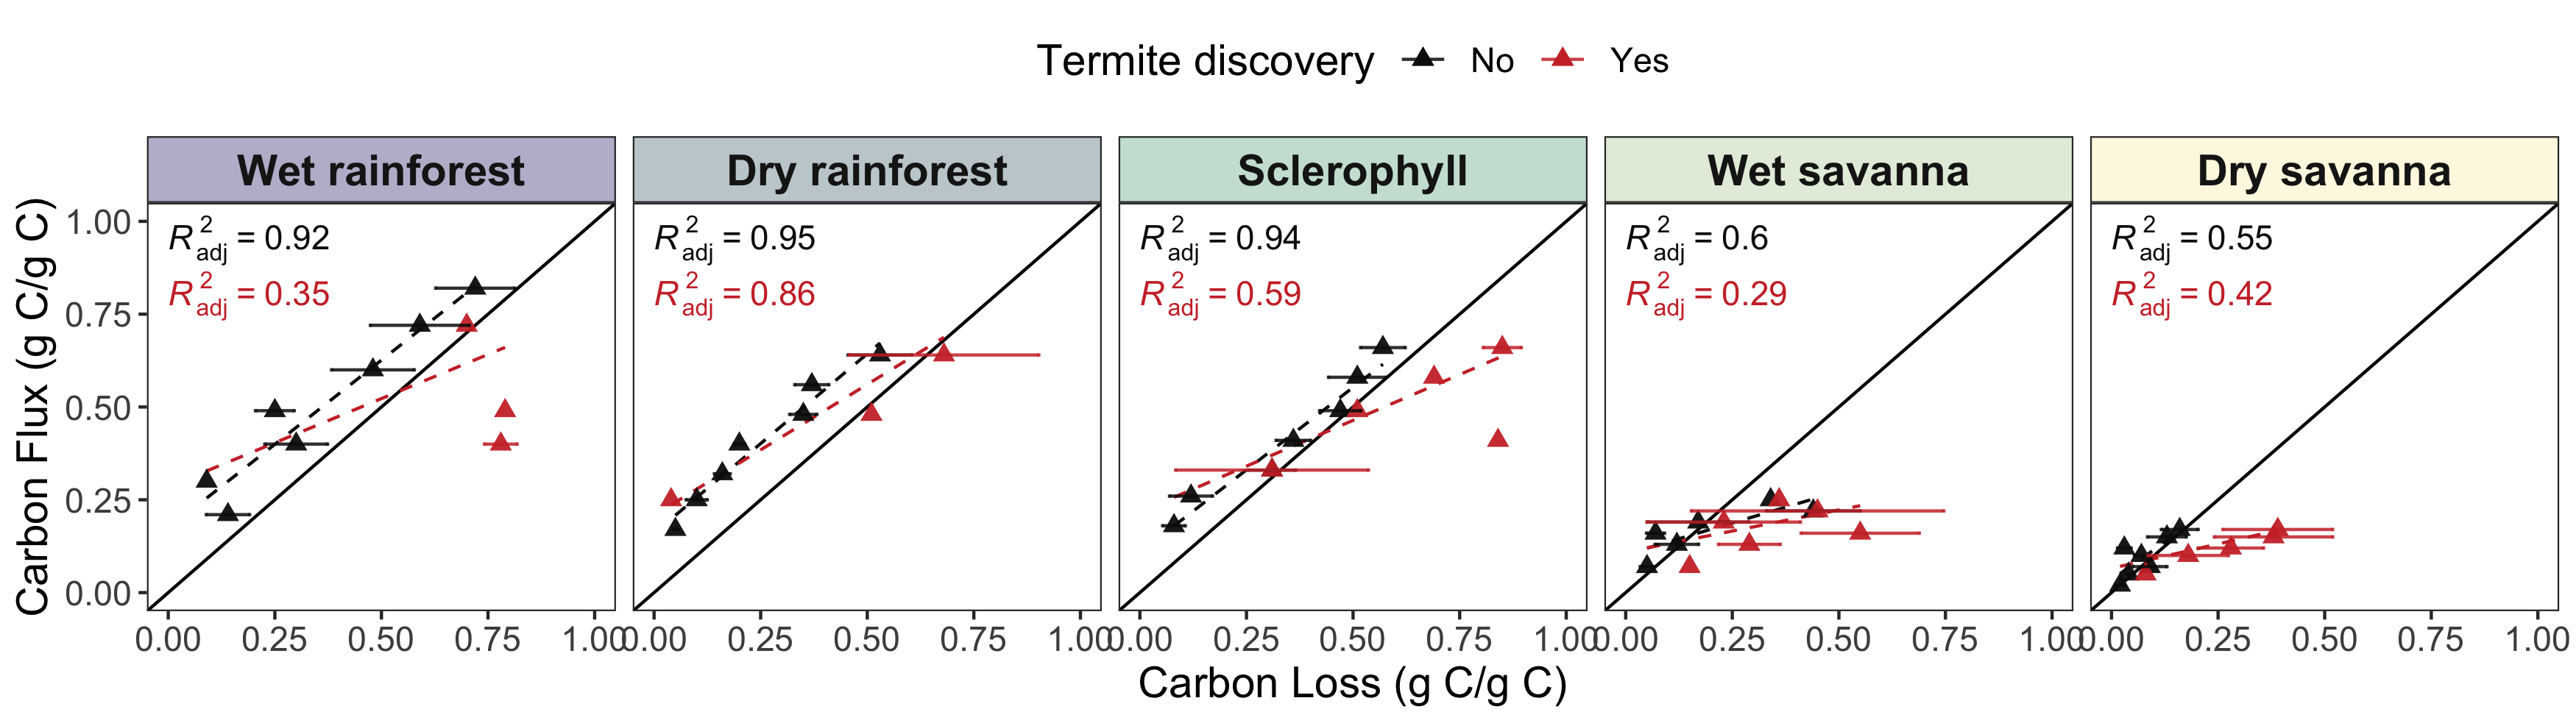 Termite discovery No Yes
Wet rainforest Dry rainforest Sclerophyll Wet savanna Dry savanna
R²adj = 0.92 R²adj = 0.95 R²adj = 0.94 R²adj = 0.6 R²adj = 0.55
R²adj = 0.35 R²adj = 0.86 R²adj = 0.59 R²adj = 0.29 R²adj = 0.42
Carbon Flux (g C/g C)
1.00
0.75
0.50
0.25
0.00
0.00 0.25 0.50 0.75 1.00 0.00 0.25 0.50 0.75 1.00 0.00 0.25 0.50 0.75 1.00 0.00 0.25 0.50 0.75 1.00 0.00 0.25 0.50 0.75 1.00
Carbon Loss (g C/g C)